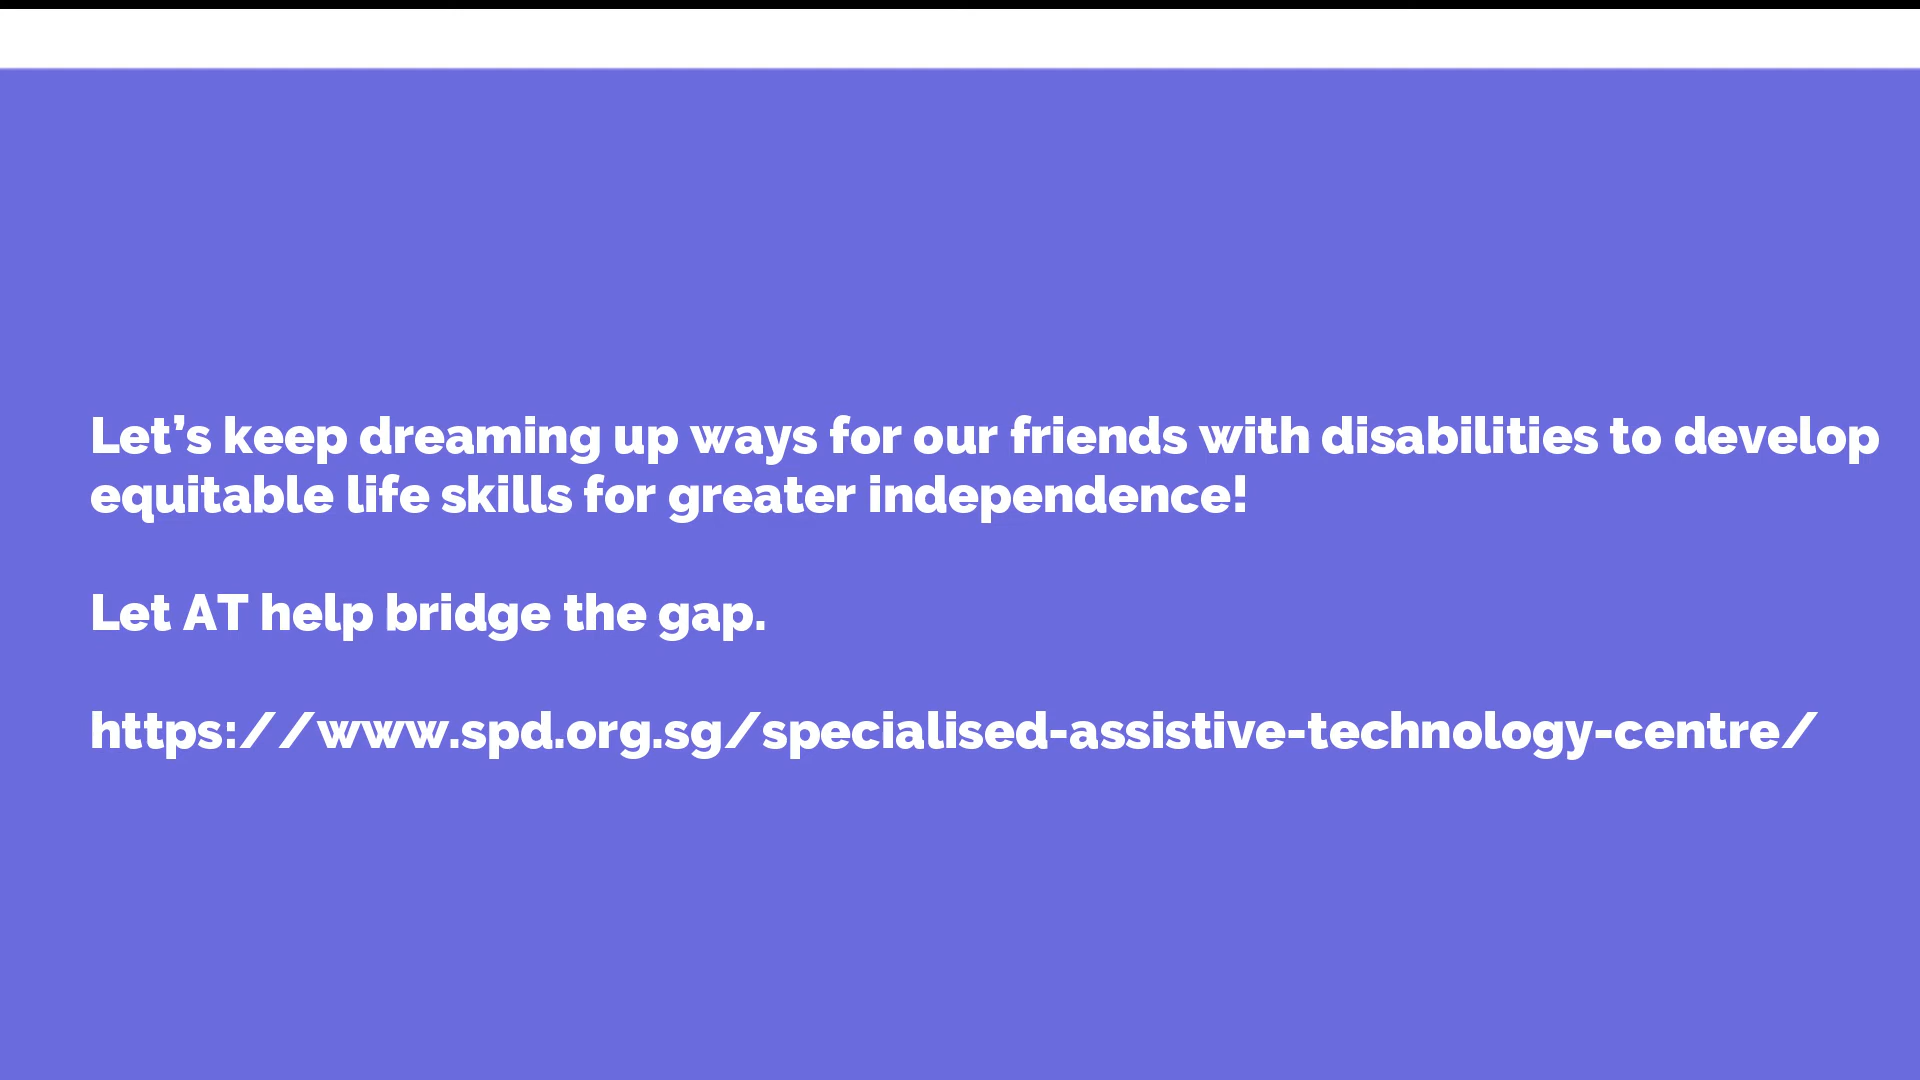 Let’s keep dreaming up ways for our friends with disabilities to develop
equitable life skills for greater independence!
Let AT help bridge the gap.
https://www.spd.org.sg/specialised-assistive-technology-centre/